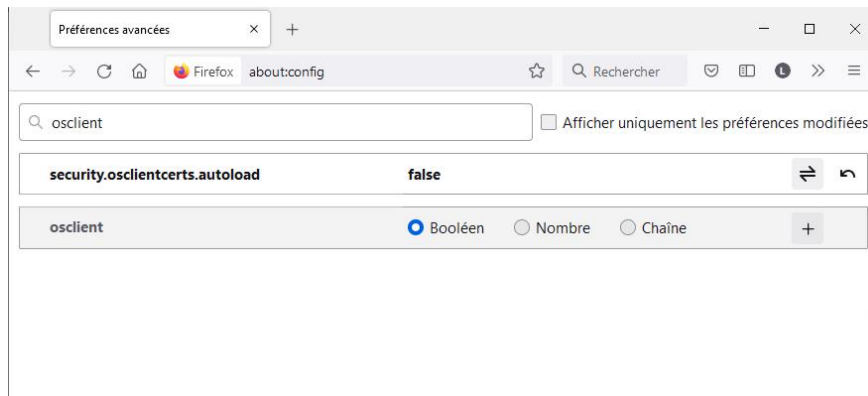 Préférences avancées
Firefox about:config Rechercher L
osclient Afficher uniquement les préférences modifiées
security.osclientcerts.autoload false
osclient Booléen Nombre Chaîne